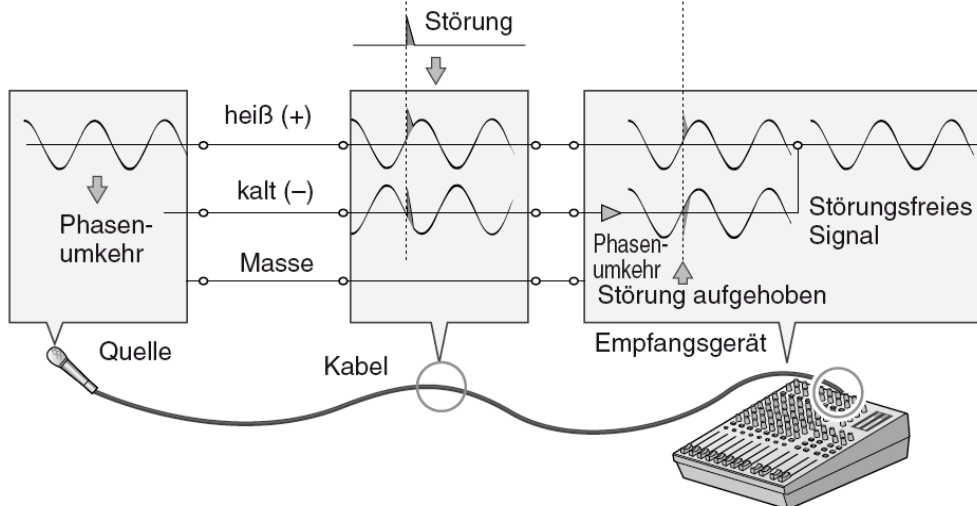 Störung
heiß (+)
kalt (–)
Phasen-
umkehr
Masse
Störungsfreies
Signal
Phasen-
umkehr
Störung aufgehoben
Quelle
Kabel
Empfangsgerät